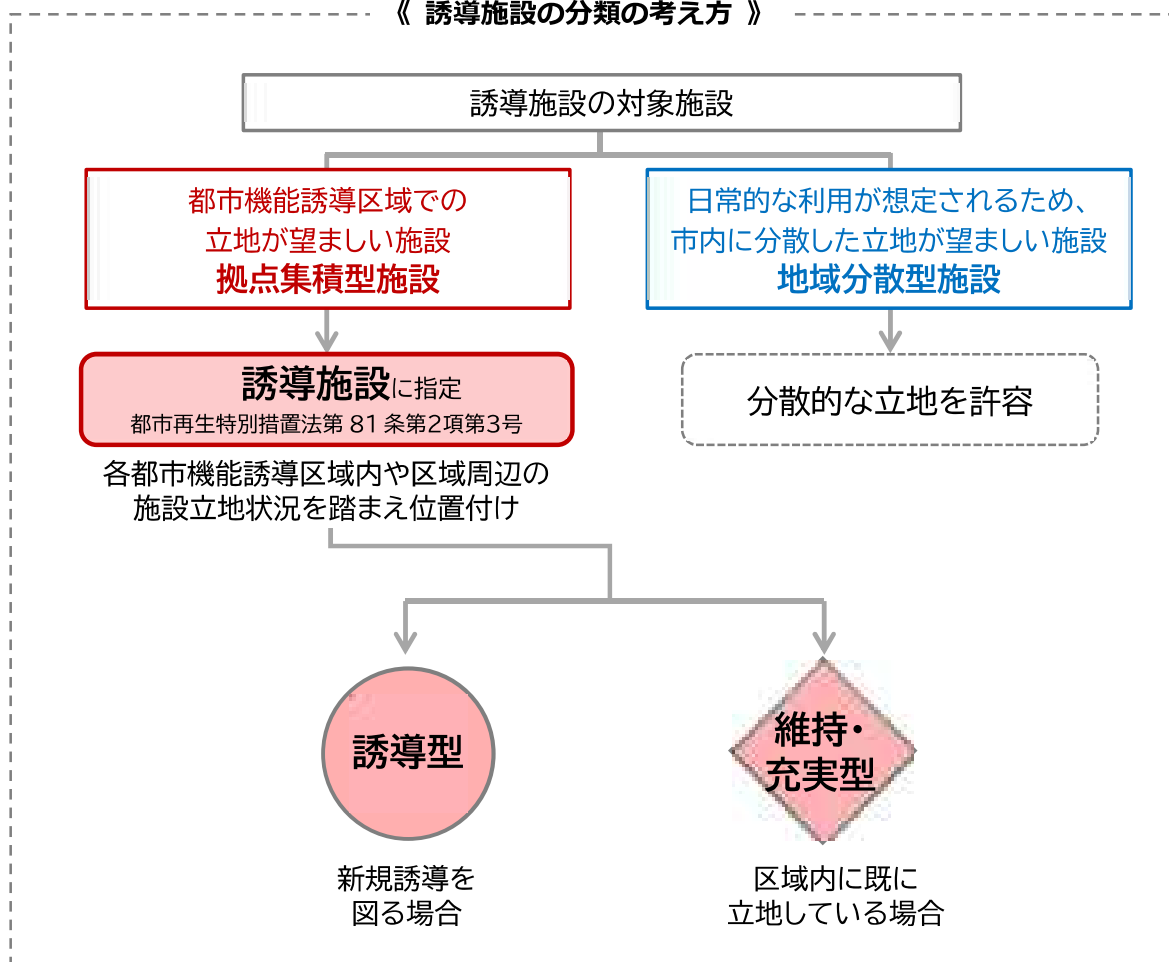 《 誘導施設の分類の考え方 》
誘導施設の対象施設
都市機能誘導区域での
立地が望ましい施設
拠点集積型施設
日常的な利用が想定されるため、
市内に分散した立地が望ましい施設
地域分散型施設
誘導施設に指定
都市再生特別措置法第 81 条第2項第3号
分散的な立地を許容
各都市機能誘導区域内や区域周辺の
施設立地状況を踏まえ位置付け
誘導型
維持・
充実型
新規誘導を
図る場合
区域内に既に
立地している場合